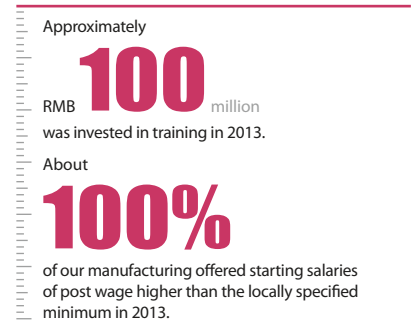 Approximately
RMB 100 million
was invested in training in 2013.
About
100%
of our manufacturing offered starting salaries
of post wage higher than the locally specified
minimum in 2013.